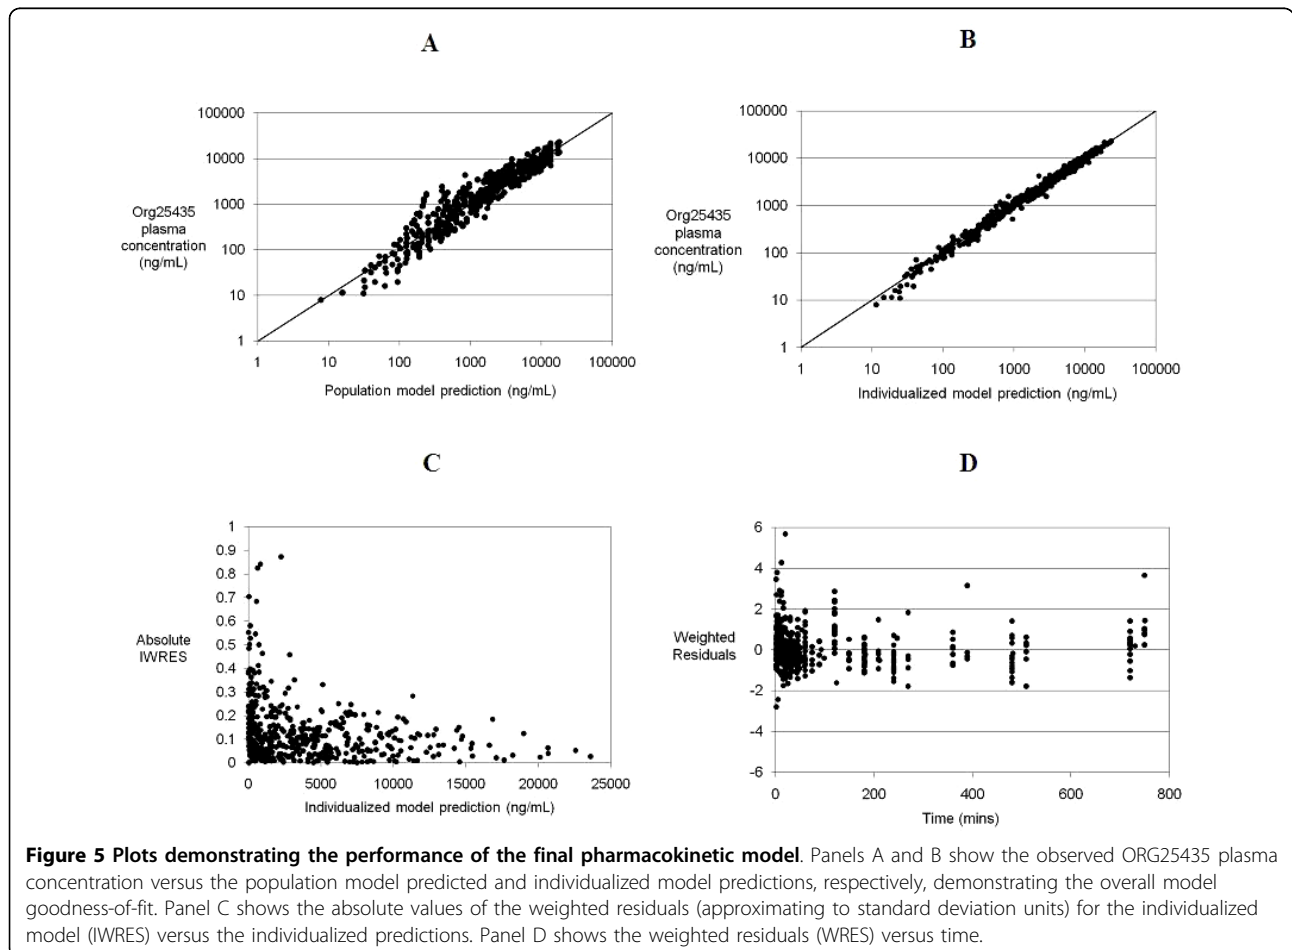 A
B
100000
10000
1000
100
10
1
Org25435
plasma
concentration
(ng/mL)
1 10 100 1000 10000 100000
Population model prediction (ng/mL)
100000
10000
1000
100
10
1
Org25435
plasma
concentration
(ng/mL)
1 10 100 1000 10000 100000
Individualized model prediction (ng/mL)
C
D
1
0.9
0.8
0.7
0.6
0.5
0.4
0.3
0.2
0.1
0
Absolute
IWRES
0 5000 10000 15000 20000 25000
Individualized model prediction (ng/mL)
6
4
2
0
-2
-4
-6
Weighted
Residuals
0 200 400 600 800
Time (mins)
Figure 5 Plots demonstrating the performance of the final pharmacokinetic model. Panels A and B show the observed ORG25435 plasma
concentration versus the population model predicted and individualized model predictions, respectively, demonstrating the overall model
goodness-of-fit. Panel C shows the absolute values of the weighted residuals (approximating to standard deviation units) for the individualized
model (IWRES) versus the individualized predictions. Panel D shows the weighted residuals (WRES) versus time.